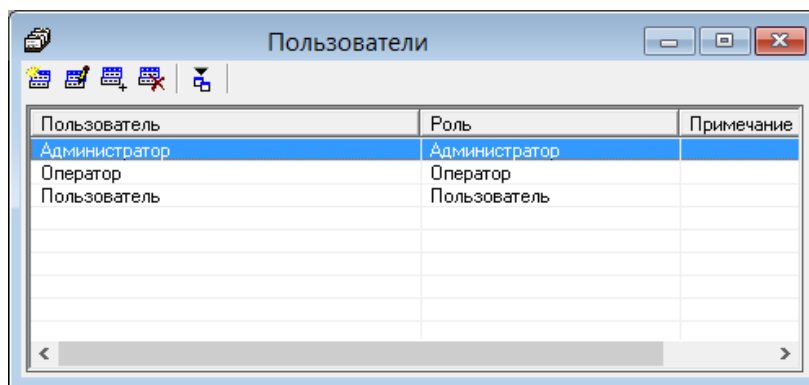 Пользователи
Пользователь Роль Примечание
Администратор Администратор
Оператор Оператор
Пользователь Пользователь